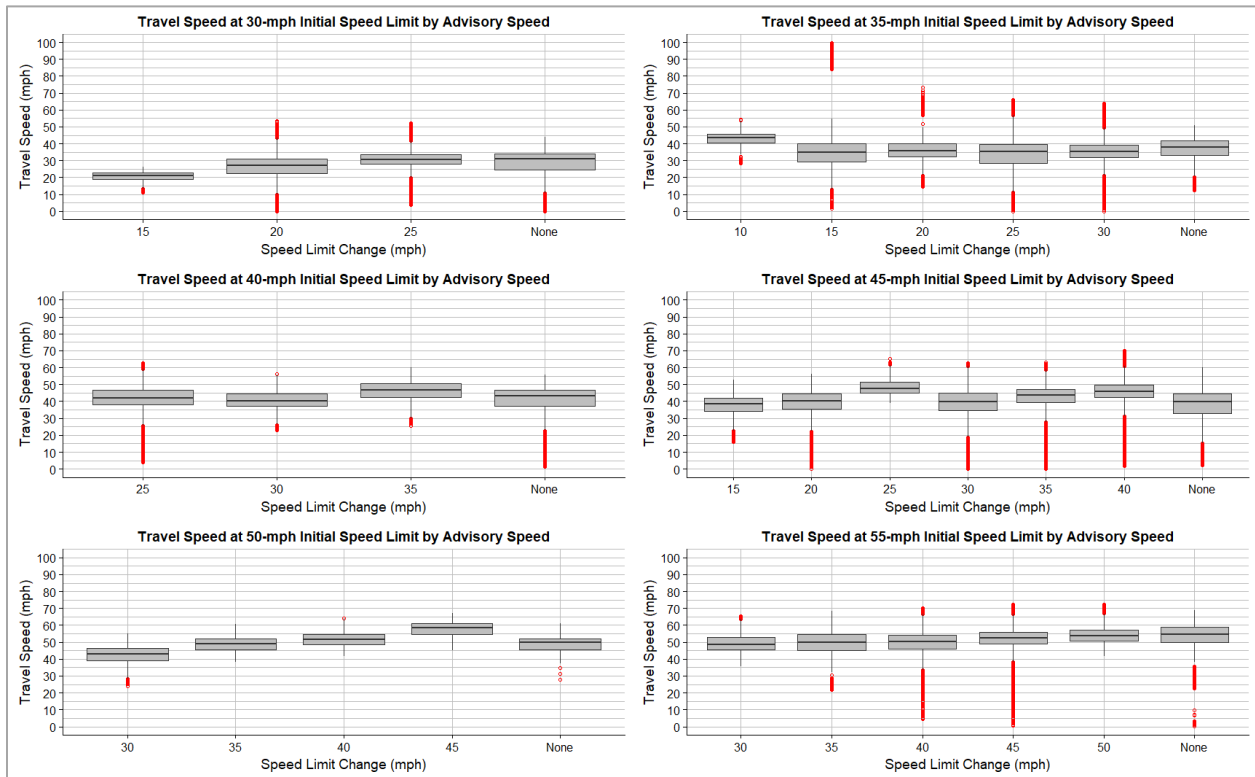 Travel Speed at 30-mph Initial Speed Limit by Advisory Speed
Travel Speed (mph)
100
90
80
70
60
50
40
30
20
10
0
15 20 25 None
Speed Limit Change (mph)
Travel Speed at 35-mph Initial Speed Limit by Advisory Speed
Travel Speed (mph)
100
90
80
70
60
50
40
30
20
10
0
10 15 20 25 30 None
Speed Limit Change (mph)
Travel Speed at 40-mph Initial Speed Limit by Advisory Speed
Travel Speed (mph)
100
90
80
70
60
50
40
30
20
10
0
25 30 35 None
Speed Limit Change (mph)
Travel Speed at 45-mph Initial Speed Limit by Advisory Speed
Travel Speed (mph)
100
90
80
70
60
50
40
30
20
10
0
15 20 25 30 35 40 None
Speed Limit Change (mph)
Travel Speed at 50-mph Initial Speed Limit by Advisory Speed
Travel Speed (mph)
100
90
80
70
60
50
40
30
20
10
0
30 35 40 45 None
Speed Limit Change (mph)
Travel Speed at 55-mph Initial Speed Limit by Advisory Speed
Travel Speed (mph)
100
90
80
70
60
50
40
30
20
10
0
30 35 40 45 50 None
Speed Limit Change (mph)